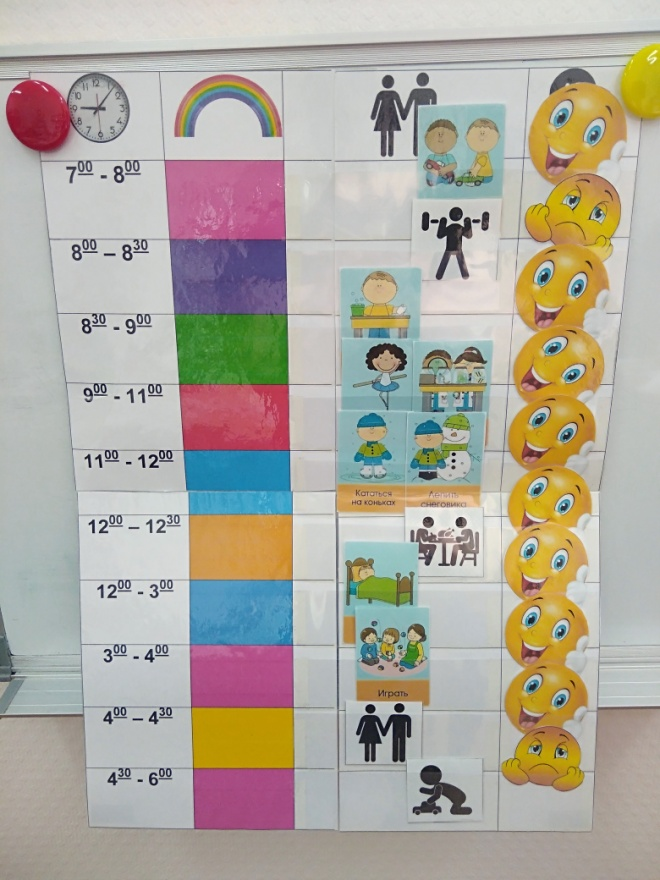 7⁰⁰ - 8⁰⁰
8⁰⁰ – 8³⁰
8³⁰ - 9⁰⁰
9⁰⁰ - 11⁰⁰
11⁰⁰ - 12⁰⁰
Кататься
на коньках
Лепить
снеговика
12⁰⁰ – 12³⁰
12⁰⁰ - 3⁰⁰
3⁰⁰ - 4⁰⁰
Играть
4⁰⁰ – 4³⁰
4³⁰ - 6⁰⁰